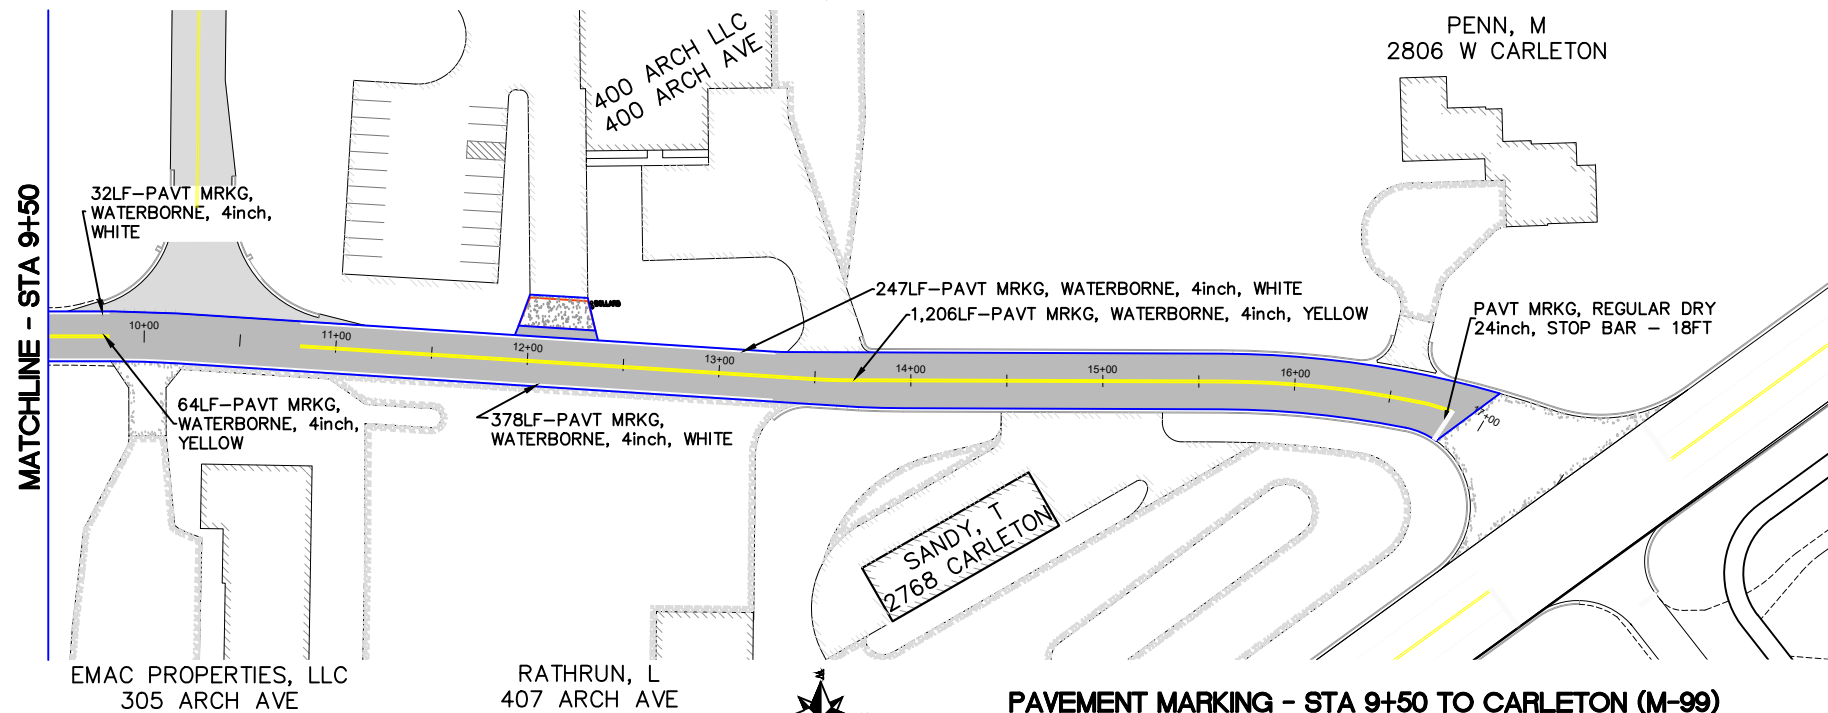 PENN, M
2806 W CARLETON
400 ARCH LLC
400 ARCH AVE
MATCHLINE - STA 9+50
32LF-PAVT MRKG,
WATERBORNE, 4inch,
WHITE
247LF-PAVT MRKG, WATERBORNE, 4inch, WHITE
1,206LF-PAVT MRKG, WATERBORNE, 4inch, YELLOW
PAVT MRKG, REGULAR DRY
24inch, STOP BAR - 18FT
10+00
11+00
12+00
13+00
14+00
15+00
16+00
17+00
64LF-PAVT MRKG,
WATERBORNE, 4inch,
YELLOW
378LF-PAVT MRKG,
WATERBORNE, 4inch, WHITE
SANDY, T
2768 CARLETON
EMAC PROPERTIES, LLC
305 ARCH AVE
RATHRUN, L
407 ARCH AVE
PAVEMENT MARKING - STA 9+50 TO CARLETON (M-99)